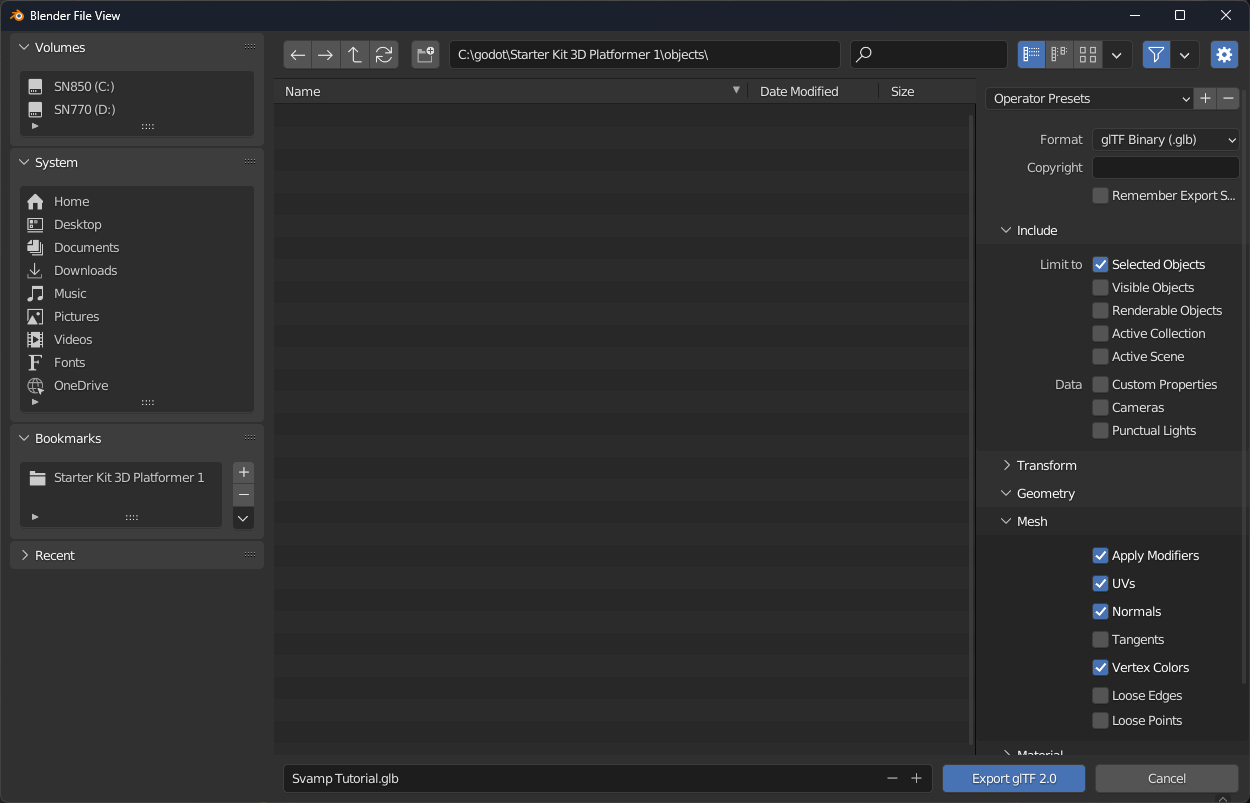 Blender File View
Volumes
SN850 (C:)
SN770 (D:)
System
Home
Desktop
Documents
Downloads
Music
Pictures
Videos
Fonts
OneDrive
Bookmarks
Starter Kit 3D Platformer 1
Recent
C:\godot\Starter Kit 3D Platformer 1\objects\
Name Date Modified Size
Operator Presets
Format glTF Binary (.glb)
Copyright
Remember Export S...
Include
Limit to Selected Objects
Visible Objects
Renderable Objects
Active Collection
Active Scene
Data Custom Properties
Cameras
Punctual Lights
Transform
Geometry
Mesh
Apply Modifiers
UVs
Normals
Tangents
Vertex Colors
Loose Edges
Loose Points
Material
Svamp Tutorial.glb
Export glTF 2.0
Cancel